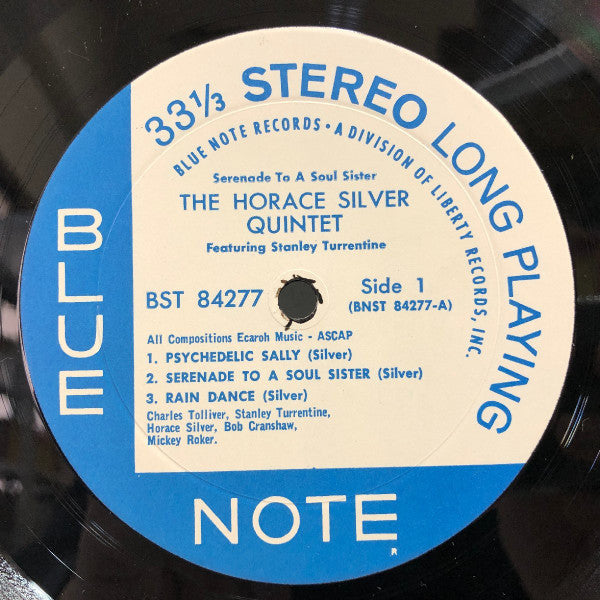 33 1/3 STEREO LONG PLAYING
BLUE NOTE RECORDS • A DIVISION OF LIBERTY RECORDS, INC.
Serenade To A Soul Sister
THE HORACE SILVER
QUINTET
Featuring Stanley Turrentine
BST 84277
Side 1
(BNST 84277-A)
All Compositions Ecaroh Music - ASCAP
1. PSYCHEDELIC SALLY (Silver)
2. SERENADE TO A SOUL SISTER (Silver)
3. RAIN DANCE (Silver)
Charles Tolliver, Stanley Turrentine,
Horace Silver, Bob Cranshaw,
Mickey Roker.
BLUE
NOTE
R